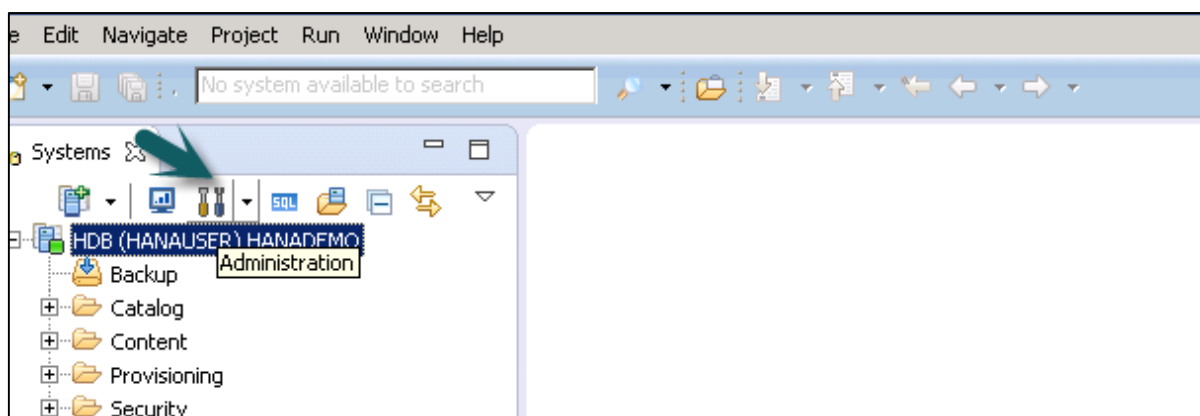 e Edit Navigate Project Run Window Help
No system available to search
Systems
SQL
HDB (HANAUSER) HANADEMO
Administration
Backup
Catalog
Content
Provisioning
Security